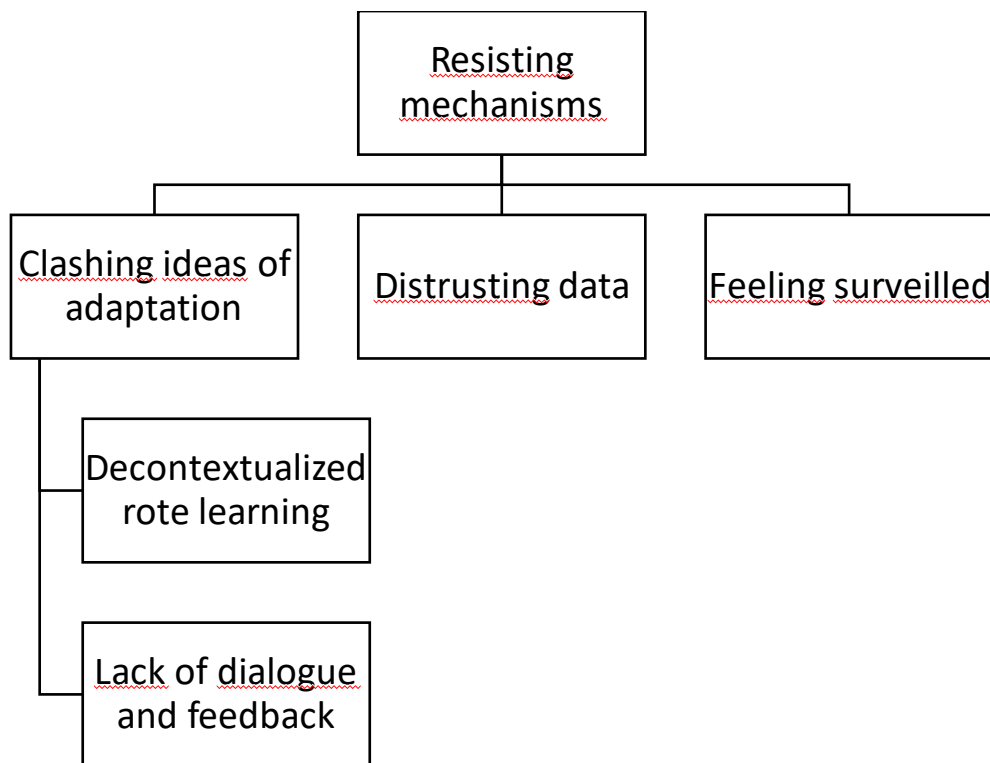 Resisting
mechanisms
Clashing ideas of
adaptation
Distrusting data
Feeling surveilled
Decontextualized
rote learning
Lack of dialogue
and feedback